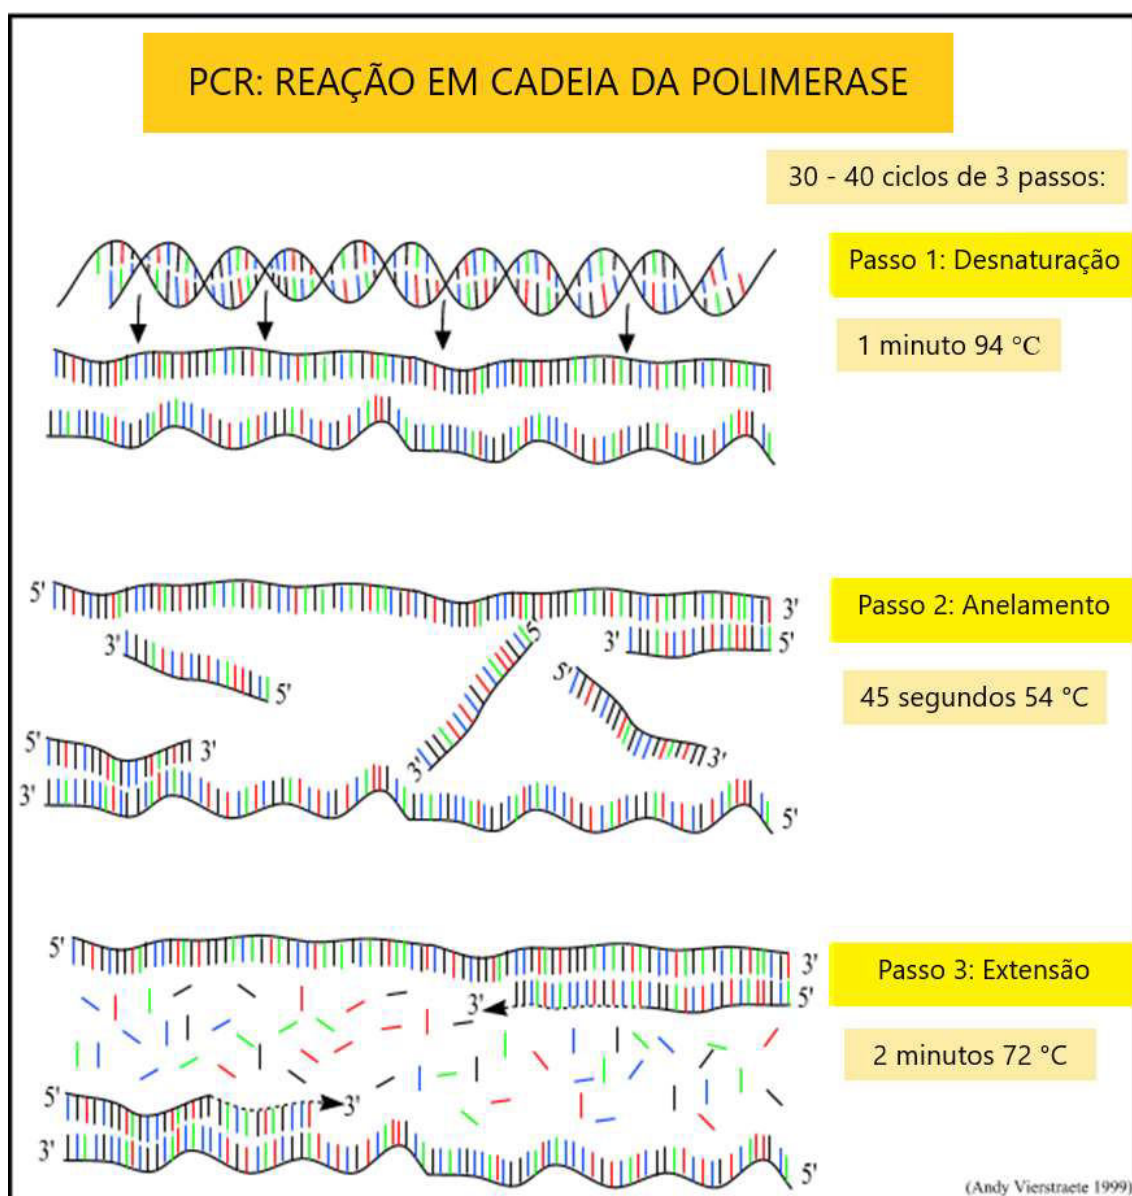 PCR: REAÇÃO EM CADEIA DA POLIMERASE
30 - 40 ciclos de 3 passos:
Passo 1: Desnaturação
1 minuto 94 °C
Passo 2: Anelamento
5'
3'
3'
5'
5'
3'
5'
45 segundos 54 °C
5'
5'
3'
3'
3'
3'
5'
Passo 3: Extensão
5'
3'
3'
5'
2 minutos 72 °C
5'
3'
3'
5'
(Andy Vierstraete 1999)